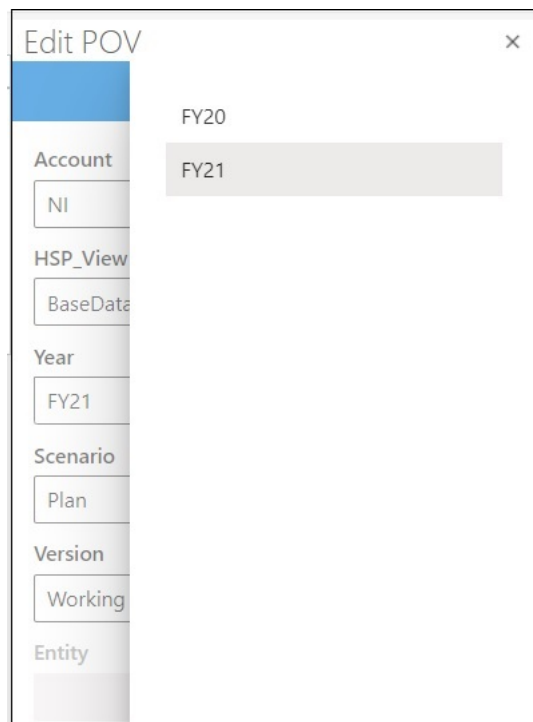 Edit POV
×
FY20
FY21
Account
NI
HSP_View
BaseData
Year
FY21
Scenario
Plan
Version
Working
Entity